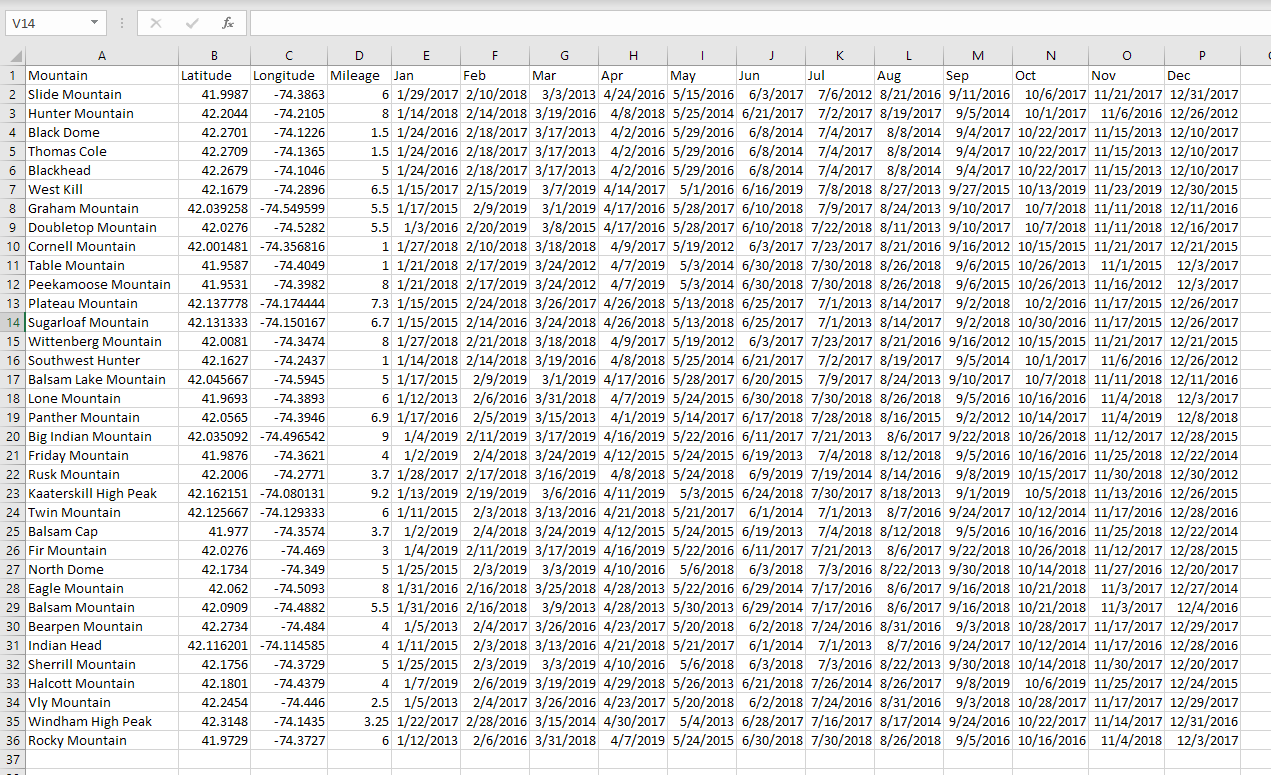 V14 fx
A B C D E F G H I J K L M N O P
1 Mountain Latitude Longitude Mileage Jan Feb Mar Apr May Jun Jul Aug Sep Oct Nov Dec
2 Slide Mountain 41.9987 -74.3863 6 1/29/2017 2/10/2018 3/3/2013 4/24/2016 5/15/2016 6/3/2017 7/6/2012 8/21/2016 9/11/2016 10/6/2017 11/21/2017 12/31/2017
3 Hunter Mountain 42.2044 -74.2105 8 1/14/2018 2/14/2018 3/19/2016 4/8/2018 5/25/2014 6/21/2017 7/2/2017 8/19/2017 9/5/2014 10/1/2017 11/6/2016 12/26/2012
4 Black Dome 42.2701 -74.1226 1.5 1/24/2016 2/18/2017 3/17/2013 4/2/2016 5/29/2016 6/8/2014 7/4/2017 8/8/2014 9/4/2017 10/22/2017 11/15/2013 12/10/2017
5 Thomas Cole 42.2709 -74.1365 1.5 1/24/2016 2/18/2017 3/17/2013 4/2/2016 5/29/2016 6/8/2014 7/4/2017 8/8/2014 9/4/2017 10/22/2017 11/15/2013 12/10/2017
6 Blackhead 42.2679 -74.1046 5 1/24/2016 2/18/2017 3/17/2013 4/2/2016 5/29/2016 6/8/2014 7/4/2017 8/8/2014 9/4/2017 10/22/2017 11/15/2013 12/10/2017
7 West Kill 42.1679 -74.2896 6.5 1/15/2017 2/15/2019 3/7/2019 4/14/2017 5/1/2016 6/16/2019 7/8/2018 8/27/2013 9/27/2015 10/13/2019 11/23/2019 12/30/2015
8 Graham Mountain 42.039258 -74.549599 5.5 1/17/2015 2/9/2019 3/1/2019 4/17/2016 5/28/2017 6/10/2018 7/9/2017 8/24/2013 9/10/2017 10/7/2018 11/11/2018 12/11/2016
9 Doubletop Mountain 42.0276 -74.5282 5.5 1/3/2016 2/20/2019 3/8/2015 4/17/2016 5/28/2017 6/10/2018 7/22/2018 8/11/2013 9/10/2017 10/7/2018 11/11/2018 12/16/2017
10 Cornell Mountain 42.001481 -74.356816 1 1/27/2018 2/10/2018 3/18/2018 4/9/2017 5/19/2012 6/3/2017 7/23/2017 8/21/2016 9/16/2012 10/15/2015 11/21/2017 12/21/2015
11 Table Mountain 41.9587 -74.4049 1 1/21/2018 2/17/2019 3/24/2012 4/7/2019 5/3/2014 6/30/2018 7/30/2018 8/26/2018 9/6/2015 10/26/2013 11/1/2015 12/3/2017
12 Peekamoose Mountain 41.9531 -74.3982 8 1/21/2018 2/17/2019 3/24/2012 4/7/2019 5/3/2014 6/30/2018 7/30/2018 8/26/2018 9/6/2015 10/26/2013 11/16/2012 12/3/2017
13 Plateau Mountain 42.137778 -74.174444 7.3 1/15/2015 2/24/2018 3/26/2017 4/26/2018 5/13/2018 6/25/2017 7/1/2013 8/14/2017 9/2/2018 10/2/2016 11/17/2015 12/26/2017
14 Sugarloaf Mountain 42.131333 -74.150167 6.7 1/15/2015 2/14/2016 3/24/2018 4/26/2018 5/13/2018 6/25/2017 7/1/2013 8/14/2017 9/2/2018 10/30/2016 11/17/2015 12/26/2017
15 Wittenberg Mountain 42.0081 -74.3474 8 1/27/2018 2/21/2018 3/18/2018 4/9/2017 5/19/2012 6/3/2017 7/23/2017 8/21/2016 9/16/2012 10/15/2015 11/21/2017 12/21/2015
16 Southwest Hunter 42.1627 -74.2437 1 1/14/2018 2/14/2018 3/19/2016 4/8/2018 5/25/2014 6/21/2017 7/2/2017 8/19/2017 9/5/2014 10/1/2017 11/6/2016 12/26/2012
17 Balsam Lake Mountain 42.045667 -74.5945 5 1/17/2015 2/9/2019 3/1/2019 4/17/2016 5/28/2017 6/20/2015 7/9/2017 8/24/2013 9/10/2017 10/7/2018 11/11/2018 12/11/2016
18 Lone Mountain 41.9693 -74.3893 6 1/12/2013 2/6/2016 3/31/2018 4/7/2019 5/24/2015 6/30/2018 7/30/2018 8/26/2018 9/5/2016 10/16/2016 11/4/2018 12/3/2017
19 Panther Mountain 42.0565 -74.3946 6.9 1/17/2016 2/5/2019 3/15/2013 4/1/2019 5/14/2017 6/17/2018 7/28/2018 8/16/2015 9/2/2012 10/14/2017 11/4/2019 12/8/2018
20 Big Indian Mountain 42.035092 -74.496542 9 1/4/2019 2/11/2019 3/17/2019 4/16/2019 5/22/2016 6/11/2017 7/21/2013 8/6/2017 9/22/2018 10/26/2018 11/12/2017 12/28/2015
21 Friday Mountain 41.9876 -74.3621 4 1/2/2019 2/4/2018 3/24/2019 4/12/2015 5/24/2015 6/19/2013 7/4/2018 8/12/2018 9/5/2016 10/16/2016 11/25/2018 12/22/2014
22 Rusk Mountain 42.2006 -74.2771 3.7 1/28/2017 2/17/2018 3/16/2019 4/8/2018 5/24/2018 6/9/2019 7/19/2014 8/14/2016 9/8/2019 10/15/2017 11/30/2018 12/30/2012
23 Kaaterskill High Peak 42.162151 -74.080131 9.2 1/13/2019 2/19/2019 3/6/2016 4/11/2019 5/3/2015 6/24/2018 7/30/2017 8/18/2013 9/1/2019 10/5/2018 11/13/2016 12/26/2015
24 Twin Mountain 42.125667 -74.129333 6 1/11/2015 2/3/2018 3/13/2016 4/21/2018 5/21/2017 6/1/2014 7/1/2013 8/7/2016 9/24/2017 10/12/2014 11/17/2016 12/28/2016
25 Balsam Cap 41.977 -74.3574 3.7 1/2/2019 2/4/2018 3/24/2019 4/12/2015 5/24/2015 6/19/2013 7/4/2018 8/12/2018 9/5/2016 10/16/2016 11/25/2018 12/22/2014
26 Fir Mountain 42.0276 -74.469 3 1/4/2019 2/11/2019 3/17/2019 4/16/2019 5/22/2016 6/11/2017 7/21/2013 8/6/2017 9/22/2018 10/26/2018 11/12/2017 12/28/2015
27 North Dome 42.1734 -74.349 5 1/25/2015 2/3/2019 3/3/2019 4/10/2016 5/6/2018 6/3/2018 7/3/2016 8/22/2013 9/30/2018 10/14/2018 11/27/2016 12/20/2017
28 Eagle Mountain 42.062 -74.5093 8 1/31/2016 2/16/2018 3/25/2018 4/28/2013 5/22/2016 6/29/2014 7/17/2016 8/6/2017 9/16/2018 10/21/2018 11/3/2017 12/27/2014
29 Balsam Mountain 42.0909 -74.4882 5.5 1/31/2016 2/16/2018 3/9/2013 4/28/2013 5/30/2013 6/29/2014 7/17/2016 8/6/2017 9/16/2018 10/21/2018 11/3/2017 12/4/2016
30 Bearpen Mountain 42.2734 -74.484 4 1/5/2013 2/4/2017 3/26/2016 4/23/2017 5/20/2018 6/2/2018 7/24/2016 8/31/2016 9/3/2018 10/28/2017 11/17/2017 12/29/2017
31 Indian Head 42.116201 -74.114585 4 1/11/2015 2/3/2018 3/13/2016 4/21/2018 5/21/2017 6/1/2014 7/1/2013 8/7/2016 9/24/2017 10/12/2014 11/17/2016 12/28/2016
32 Sherrill Mountain 42.1756 -74.3729 5 1/25/2015 2/3/2019 3/3/2019 4/10/2016 5/6/2018 6/3/2018 7/3/2016 8/22/2013 9/30/2018 10/14/2018 11/30/2017 12/20/2017
33 Halcott Mountain 42.1801 -74.4379 4 1/7/2019 2/6/2019 3/19/2019 4/29/2018 5/26/2013 6/21/2018 7/26/2014 8/26/2017 9/8/2019 10/6/2019 11/25/2017 12/24/2015
34 Vly Mountain 42.2454 -74.446 2.5 1/5/2013 2/4/2017 3/26/2016 4/23/2017 5/20/2018 6/2/2018 7/24/2016 8/31/2016 9/3/2018 10/28/2017 11/17/2017 12/29/2017
35 Windham High Peak 42.3148 -74.1435 3.25 1/22/2017 2/28/2016 3/15/2014 4/30/2017 5/4/2013 6/28/2017 7/16/2017 8/17/2014 9/24/2016 10/22/2017 11/14/2017 12/31/2016
36 Rocky Mountain 41.9729 -74.3727 6 1/12/2013 2/6/2016 3/31/2018 4/7/2019 5/24/2015 6/30/2018 7/30/2018 8/26/2018 9/5/2016 10/16/2016 11/4/2018 12/3/2017
37